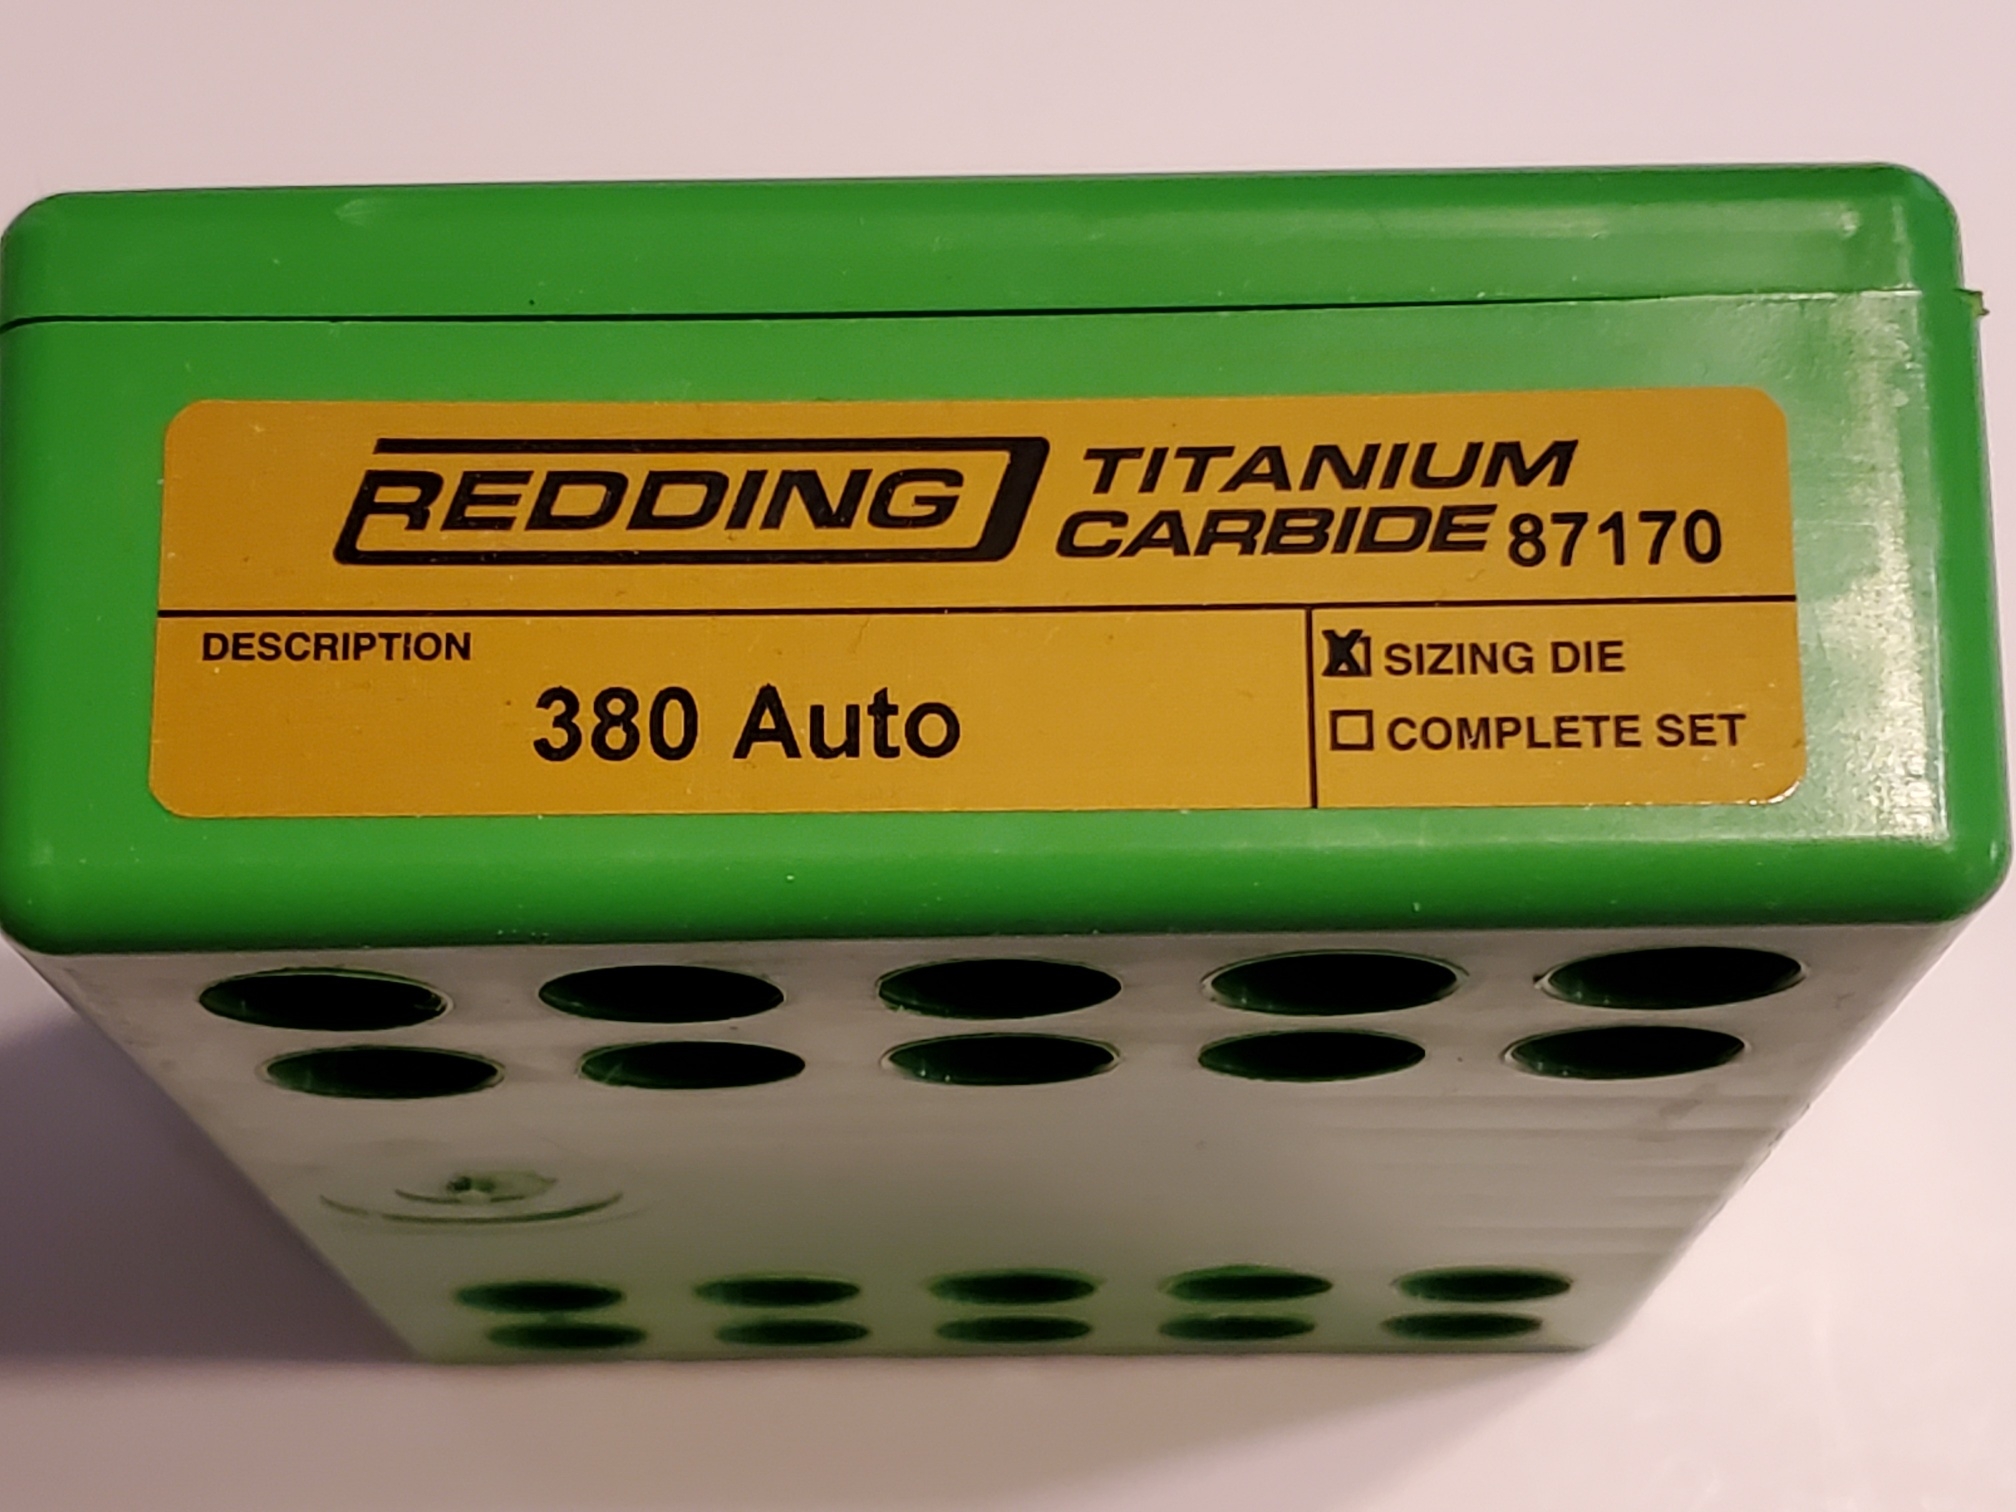 REDDING TITANIUM
CARBIDE 87170
DESCRIPTION
380 Auto
X SIZING DIE
COMPLETE SET